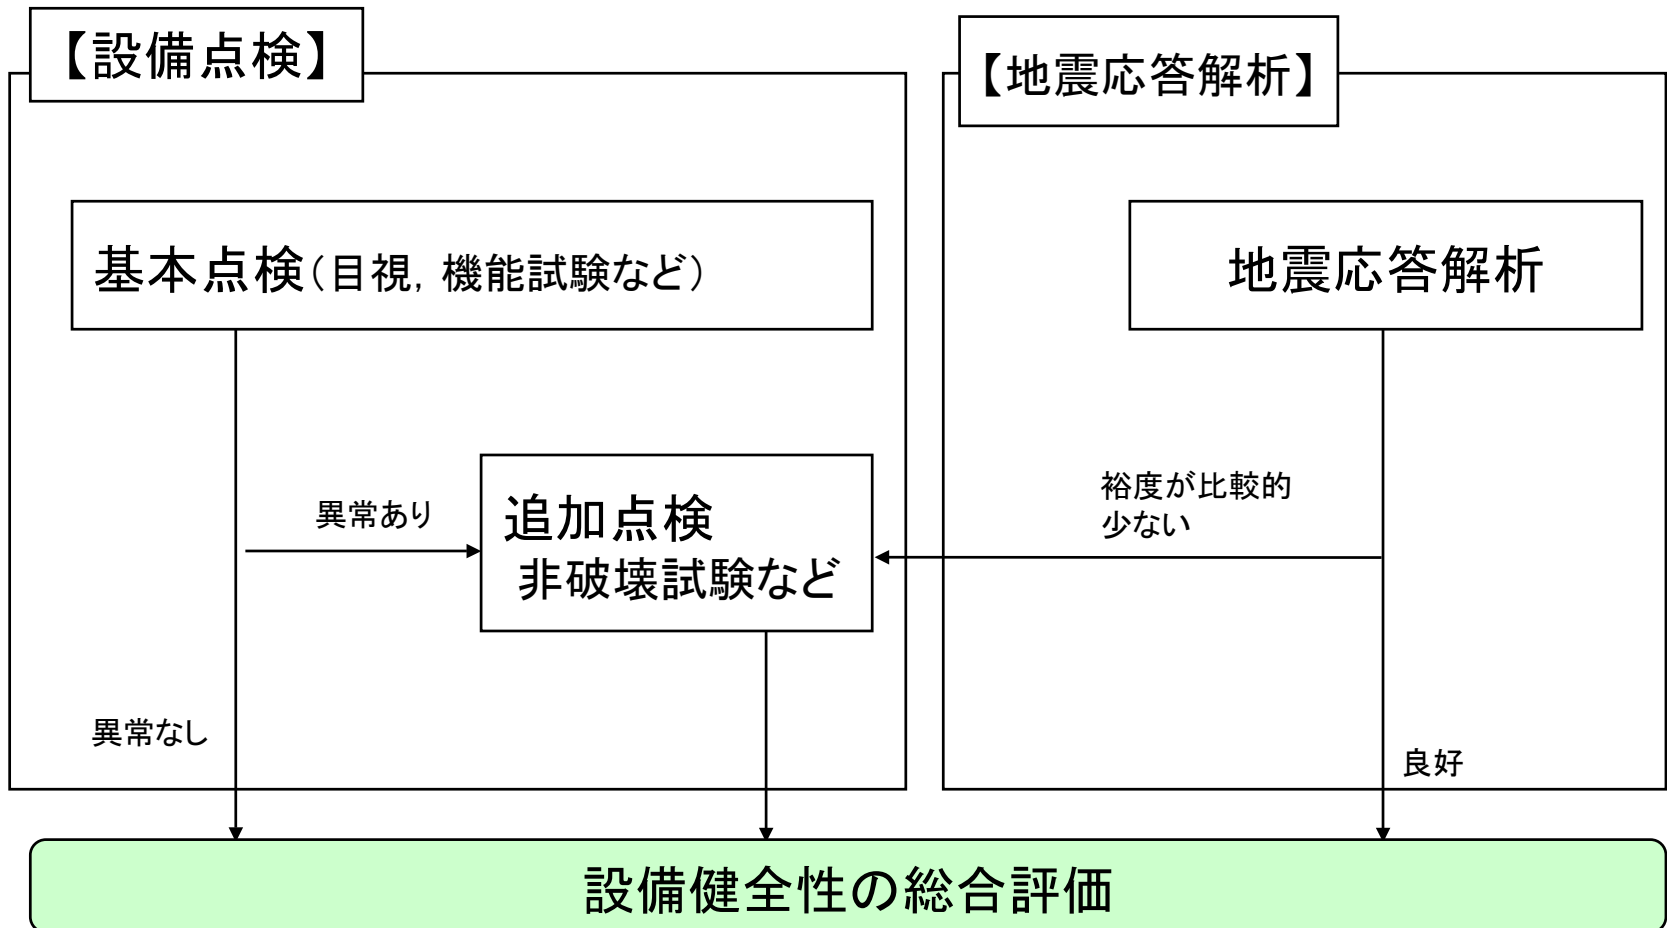 【設備点検】
【地震応答解析】
基本点検(目視，機能試験など)
地震応答解析
異常あり
追加点検
非破壊試験など
裕度が比較的
少ない
異常なし
良好
設備健全性の総合評価